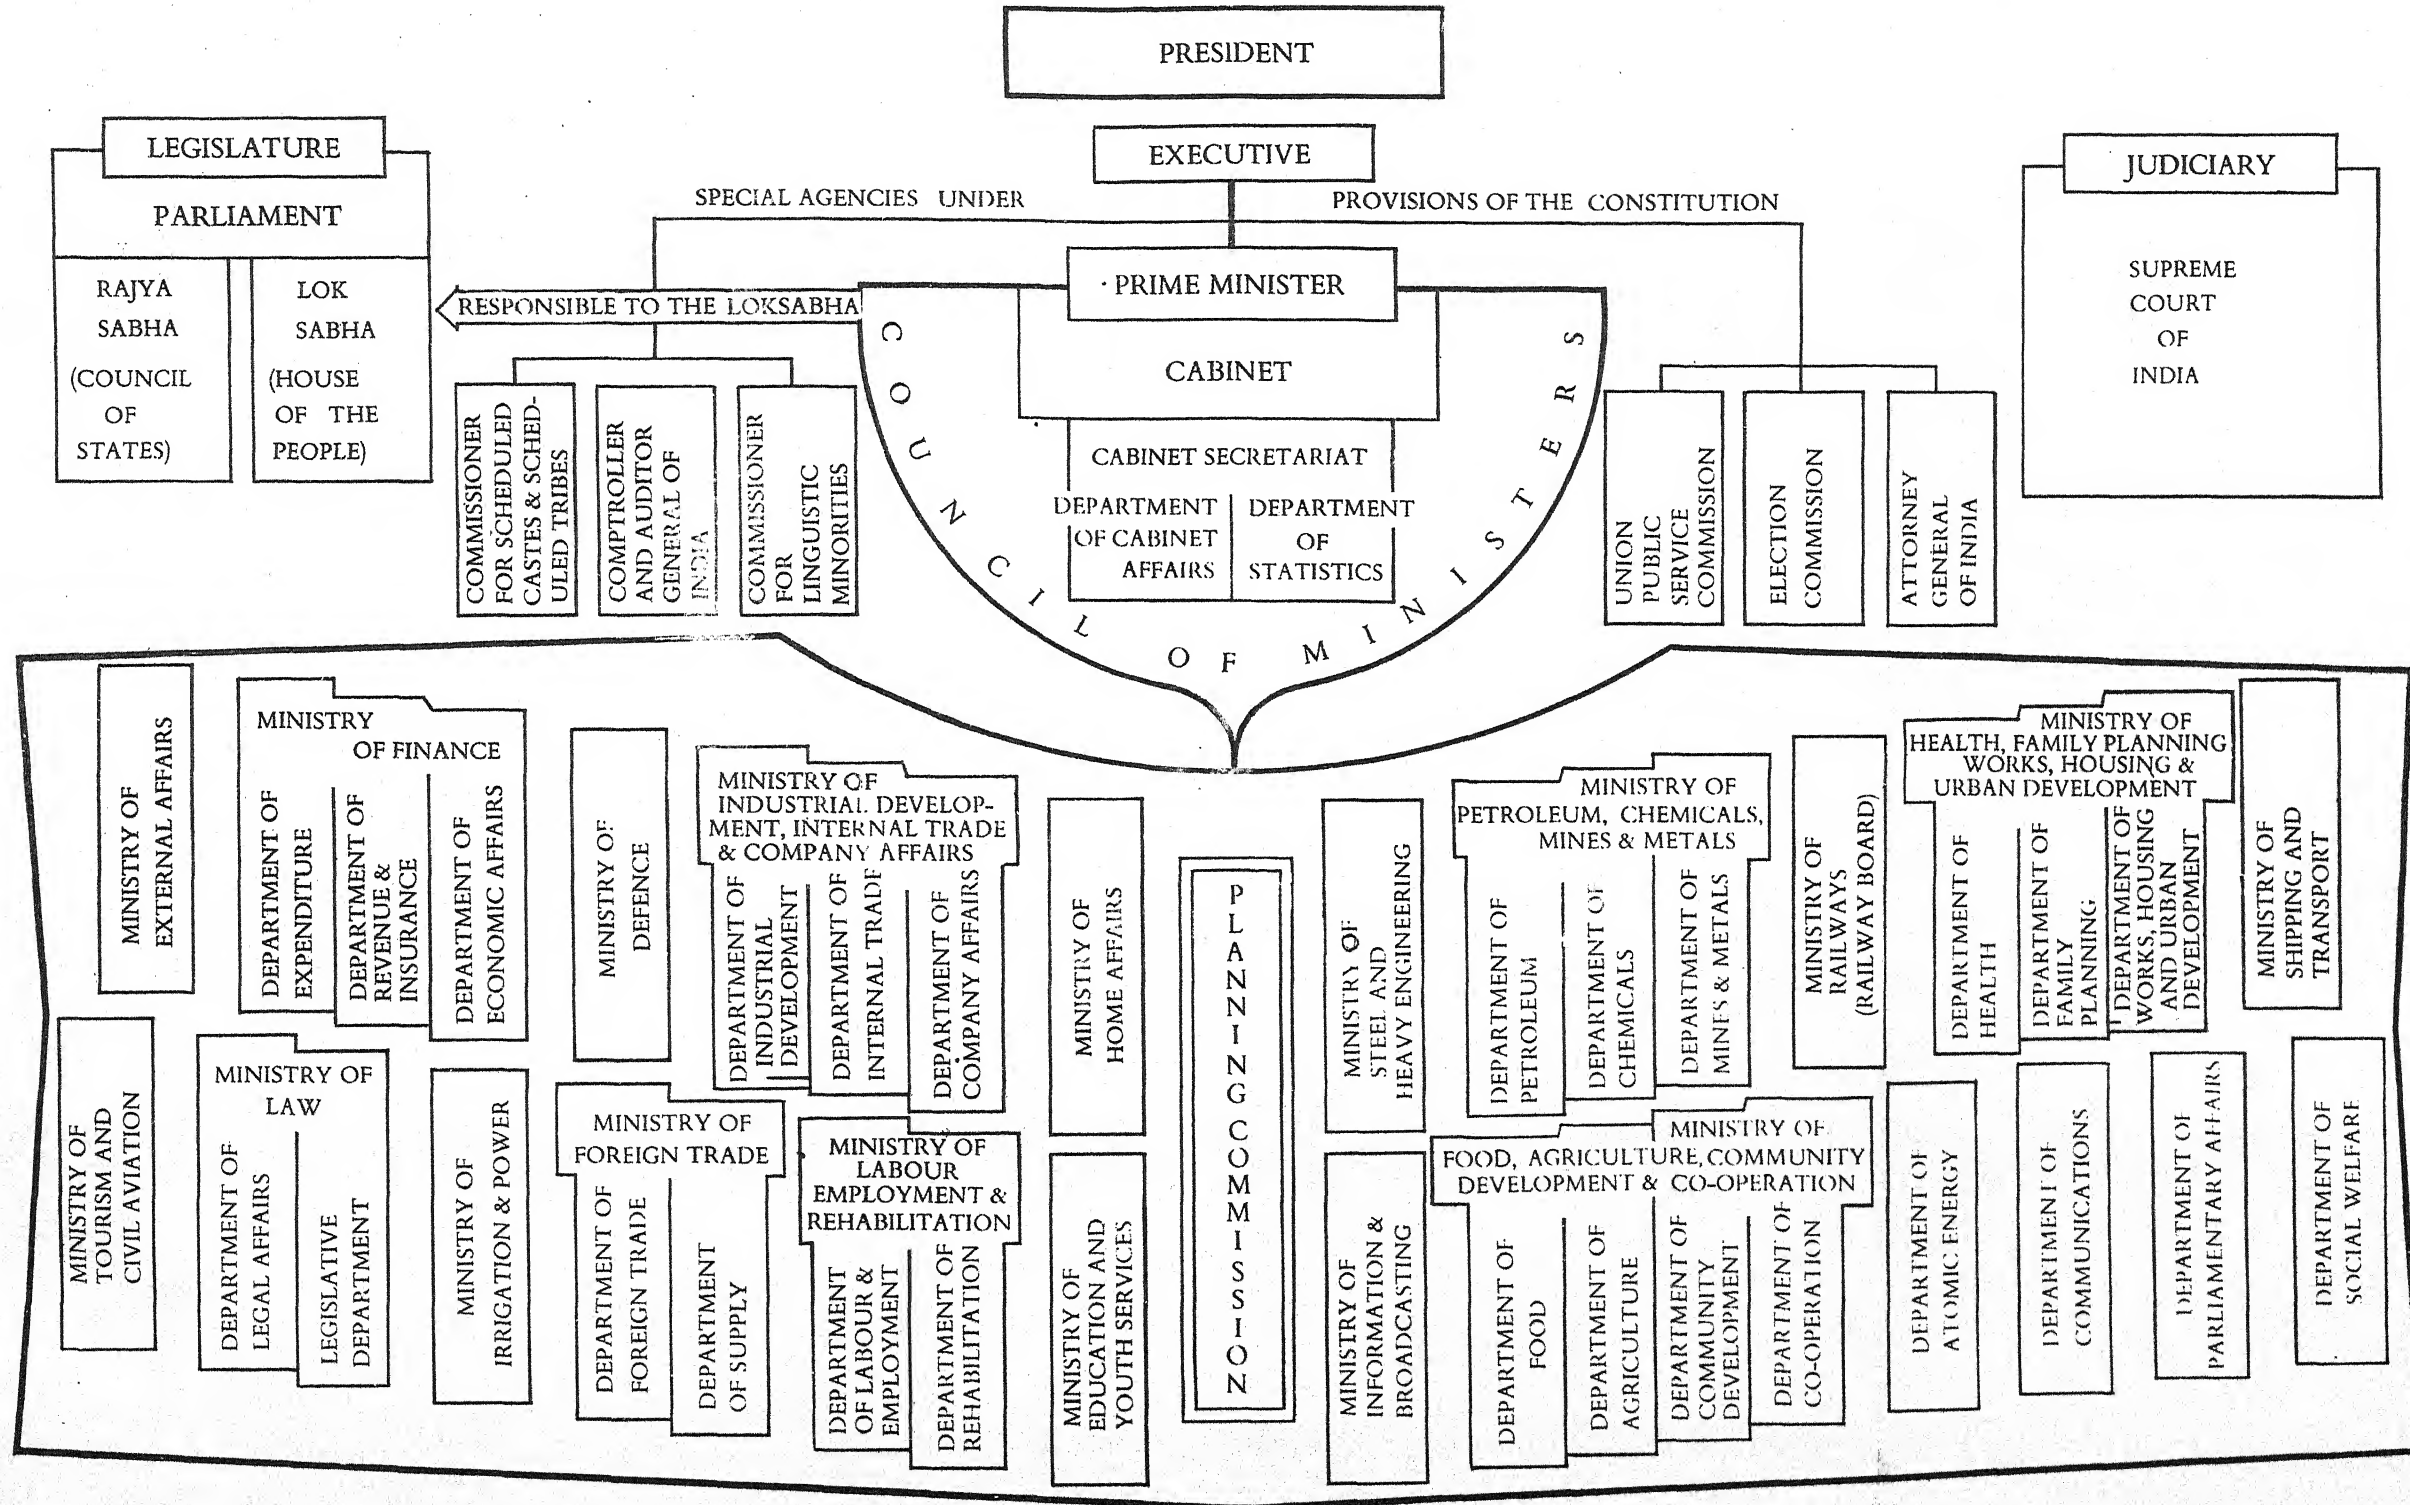 PRESIDENT
LEGISLATURE
PARLIAMENT
RAJYA
SABHA
(COUNCIL
OF
STATES)
LOK
SABHA
(HOUSE
OF THE
PEOPLE)
EXECUTIVE
SPECIAL AGENCIES UNDER PROVISIONS OF THE CONSTITUTION
JUDICIARY
SUPREME
COURT
OF
INDIA
RESPONSIBLE TO THE LOKSABHA
PRIME MINISTER
CABINET
CABINET SECRETARIAT
DEPARTMENT
OF CABINET
AFFAIRS
DEPARTMENT
OF
STATISTICS
COUNCIL OF MINISTERS
COMMISSIONER
FOR SCHEDULED
CASTES & SCHED-
ULED TRIBES
COMPTROLLER
AND AUDITOR
GENERAL OF
INDIA
COMMISSIONER
FOR
LINGUISTIC
MINORITIES
UNION
PUBLIC
SERVICE
COMMISSION
ELECTION
COMMISSION
ATTORNEY
GENERAL
OF INDIA
MINISTRY OF
EXTERNAL AFFAIRS
MINISTRY
OF FINANCE
DEPARTMENT OF
EXPENDITURE
DEPARTMENT OF
REVENUE &
INSURANCE
DEPARTMENT OF
ECONOMIC AFFAIRS
MINISTRY OF
DEFENCE
MINISTRY OF
INDUSTRIAL DEVELOP-
MENT, INTERNAL TRADE
& COMPANY AFFAIRS
DEPARTMENT OF
INDUSTRIAL
DEVELOPMENT
DEPARTMENT OF
INTERNAL TRADE
DEPARTMENT OF
COMPANY AFFAIRS
MINISTRY OF
HOME AFFAIRS
PLANNING COMMISSION
MINISTRY OF
STEEL AND
HEAVY ENGINEERING
MINISTRY OF
PETROLEUM, CHEMICALS,
MINES & METALS
DEPARTMENT OF
PETROLEUM
DEPARTMENT OF
CHEMICALS
DEPARTMENT OF
MINES & METALS
MINISTRY OF
RAILWAYS
(RAILWAY BOARD)
MINISTRY OF
HEALTH, FAMILY PLANNING
WORKS, HOUSING &
URBAN DEVELOPMENT
DEPARTMENT OF
HEALTH
DEPARTMENT OF
FAMILY
PLANNING
DEPARTMENT OF
WORKS, HOUSING
AND URBAN
DEVELOPMENT
MINISTRY OF
SHIPPING AND
TRANSPORT
MINISTRY OF
TOURISM AND
CIVIL AVIATION
MINISTRY OF
LAW
DEPARTMENT OF
LEGAL AFFAIRS
LEGISLATIVE
DEPARTMENT
MINISTRY OF
IRRIGATION & POWER
MINISTRY OF
FOREIGN TRADE
DEPARTMENT OF
FOREIGN TRADE
DEPARTMENT
OF SUPPLY
MINISTRY OF
LABOUR
EMPLOYMENT &
REHABILITATION
DEPARTMENT
OF LABOUR &
EMPLOYMENT
DEPARTMENT OF
REHABILITATION
MINISTRY OF
EDUCATION AND
YOUTH SERVICES
MINISTRY OF
INFORMATION &
BROADCASTING
MINISTRY OF
FOOD, AGRICULTURE, COMMUNITY
DEVELOPMENT & CO-OPERATION
DEPARTMENT OF
FOOD
DEPARTMENT OF
AGRICULTURE
DEPARTMENT OF
COMMUNITY
DEVELOPMENT
DEPARTMENT OF
CO-OPERATION
DEPARTMENT OF
ATOMIC ENERGY
DEPARTMENT OF
COMMUNICATIONS
DEPARTMENT OF
PARLIAMENTARY AFFAIRS
DEPARTMENT OF
SOCIAL WELFARE